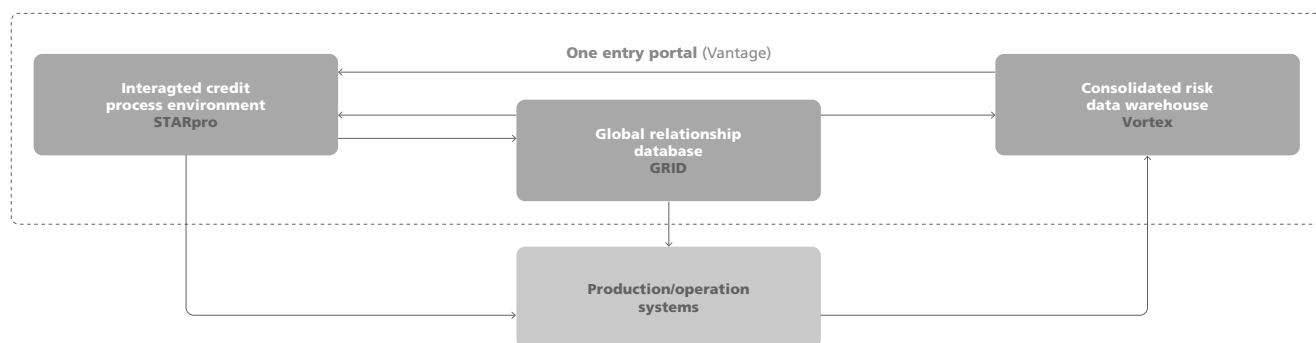 One entry portal (Vantage)
Interagted credit
process environment
STARpro
Global relationship
database
GRID
Consolidated risk
data warehouse
Vortex
Production/operation
systems